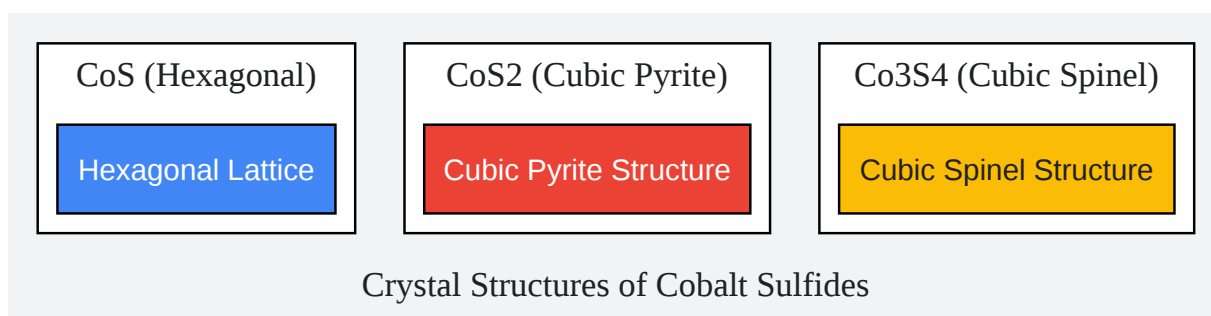 CoS (Hexagonal)
Hexagonal Lattice
CoS2 (Cubic Pyrite)
Cubic Pyrite Structure
Co3S4 (Cubic Spinel)
Cubic Spinel Structure
Crystal Structures of Cobalt Sulfides